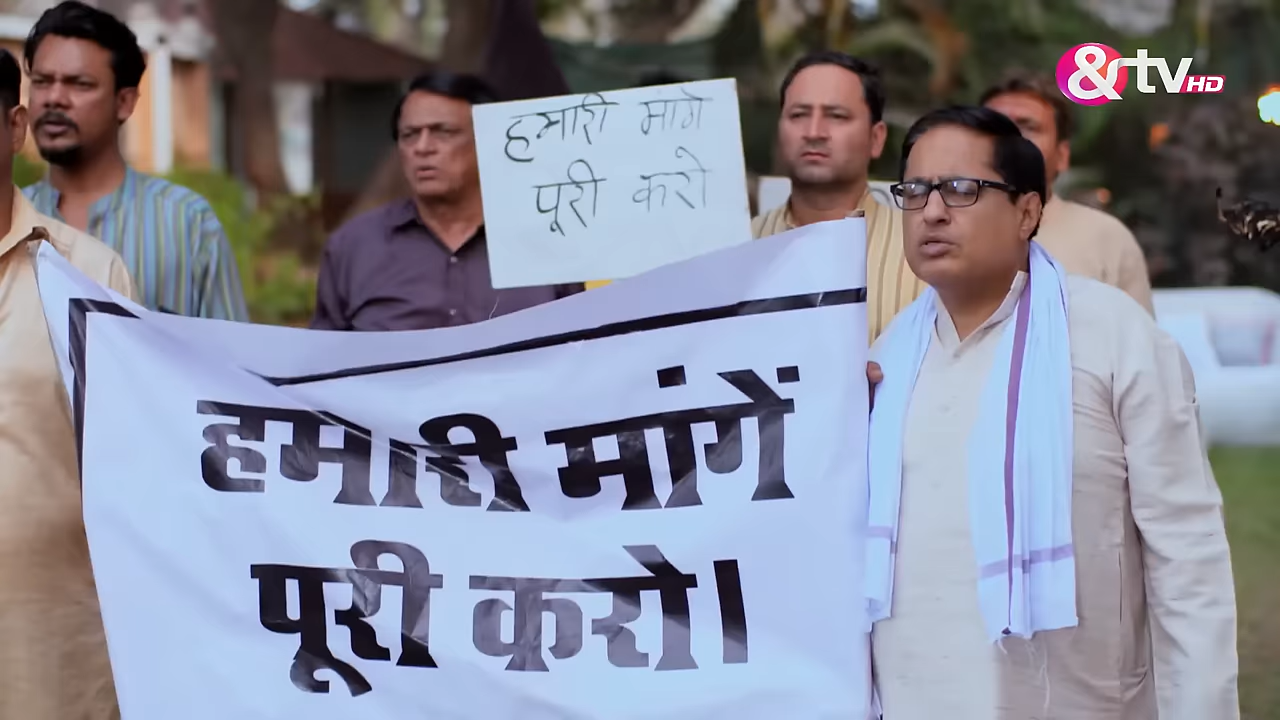 &tv HD
हमारी मांगे
पूरी करो
हमारी मांगें
पूरी करो।